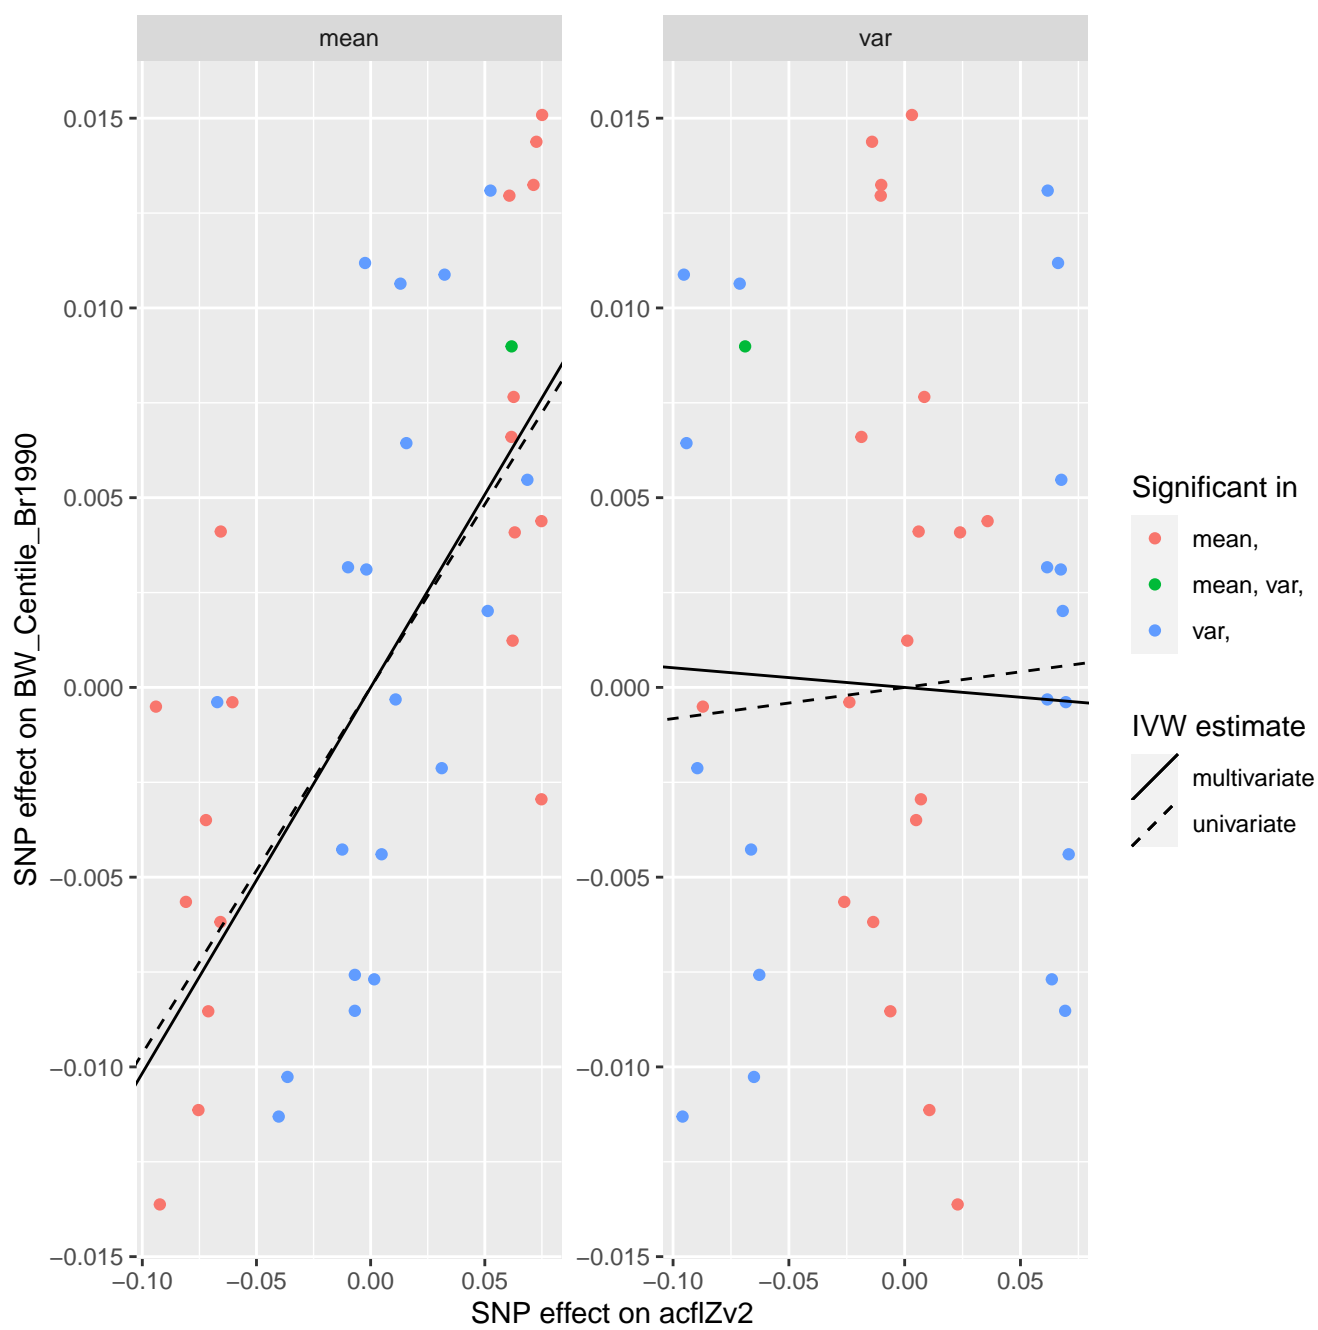 mean
var
SNP effect on BW_Centile_Br1990
0.015
0.010
0.005
0.000
−0.005
−0.010
−0.015
0.015
0.010
0.005
0.000
−0.005
−0.010
−0.015
−0.10
−0.05
0.00
0.05
−0.10
−0.05
0.00
0.05
SNP effect on acflZv2
Significant in
mean,
mean, var,
var,
IVW estimate
multivariate
univariate